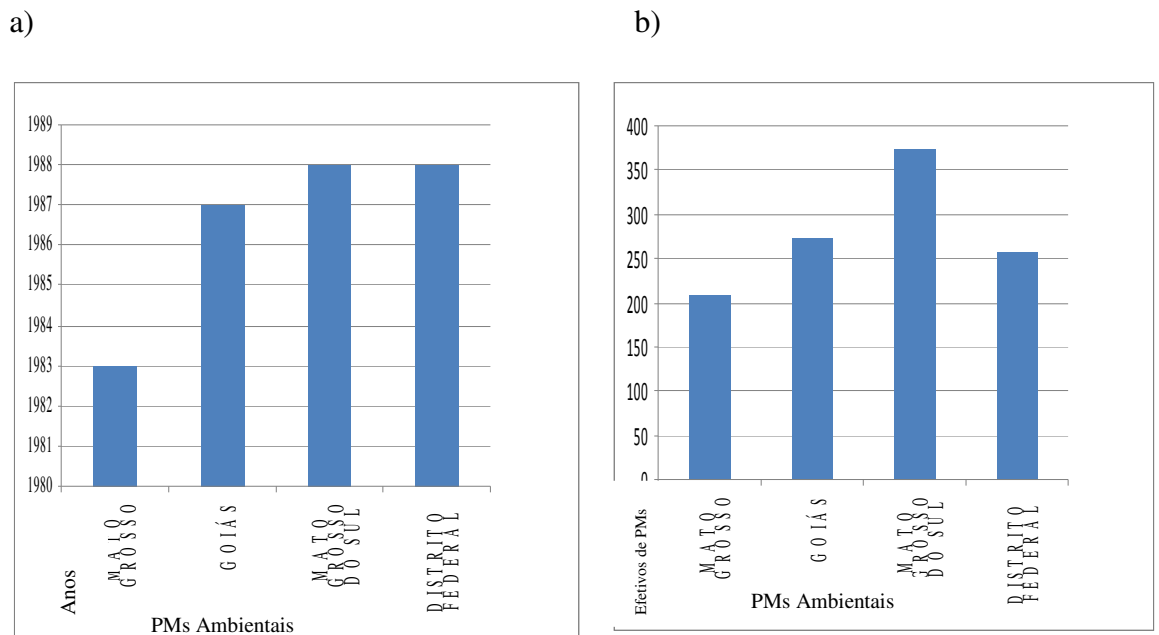 a)
1989
1988
1987
1986
1985
1984
1983
1982
1981
1980
MATO
GROSSO
GOIÁS
MATO
GROSSO
DO SUL
DISTRITO
FEDERAL
Anos
PMs Ambientais
b)
400
350
300
250
200
150
100
50
0
MATO
GROSSO
GOIÁS
MATO
GROSSO
DO SUL
DISTRITO
FEDERAL
Efetivos de PMs
PMs Ambientais